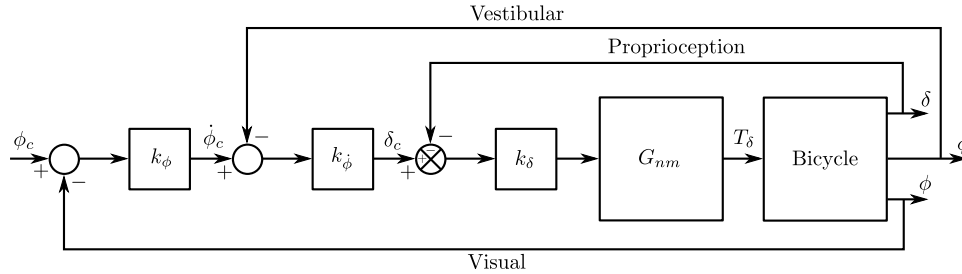 Vestibular
Proprioception
ϕ_c
+
−
k_ϕ
ϕ̇_c
+
−
k_ϕ̇
δ_c
+
−
k_δ
G_nm
T_δ
Bicycle
δ
ϕ
Visual